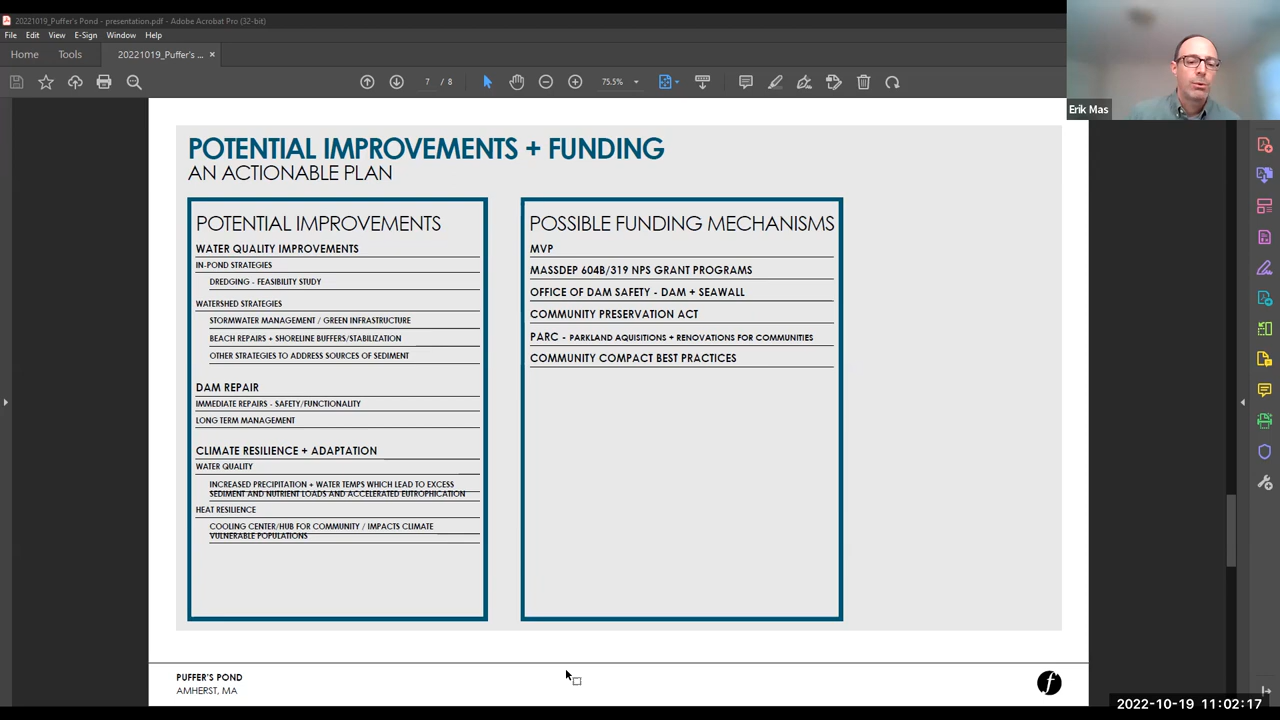 20221019_Puffer's Pond - presentation.pdf - Adobe Acrobat Pro (32-bit)
File Edit View E-Sign Window Help
Home Tools 20221019_Puffer's ... ×
7 / 8 75.5%
Erik Mas
POTENTIAL IMPROVEMENTS + FUNDING
AN ACTIONABLE PLAN
POTENTIAL IMPROVEMENTS
WATER QUALITY IMPROVEMENTS
IN-POND STRATEGIES
DREDGING - FEASIBILITY STUDY
WATERSHED STRATEGIES
STORMWATER MANAGEMENT / GREEN INFRASTRUCTURE
BEACH REPAIRS + SHORELINE BUFFERS/STABILIZATION
OTHER STRATEGIES TO ADDRESS SOURCES OF SEDIMENT
DAM REPAIR
IMMEDIATE REPAIRS - SAFETY/FUNCTIONALITY
LONG TERM MANAGEMENT
CLIMATE RESILIENCE + ADAPTATION
WATER QUALITY
INCREASED PRECIPITATION + WATER TEMPS WHICH LEAD TO EXCESS
SEDIMENT AND NUTRIENT LOADS AND ACCELERATED EUTROPHICATION
HEAT RESILIENCE
COOLING CENTER/HUB FOR COMMUNITY / IMPACTS CLIMATE
VULNERABLE POPULATIONS
POSSIBLE FUNDING MECHANISMS
MVP
MASSDEP 604B/319 NPS GRANT PROGRAMS
OFFICE OF DAM SAFETY - DAM + SEAWALL
COMMUNITY PRESERVATION ACT
PARC - PARKLAND AQUISITIONS + RENOVATIONS FOR COMMUNITIES
COMMUNITY COMPACT BEST PRACTICES
PUFFER'S POND
AMHERST, MA
f
2022-10-19 11:02:17